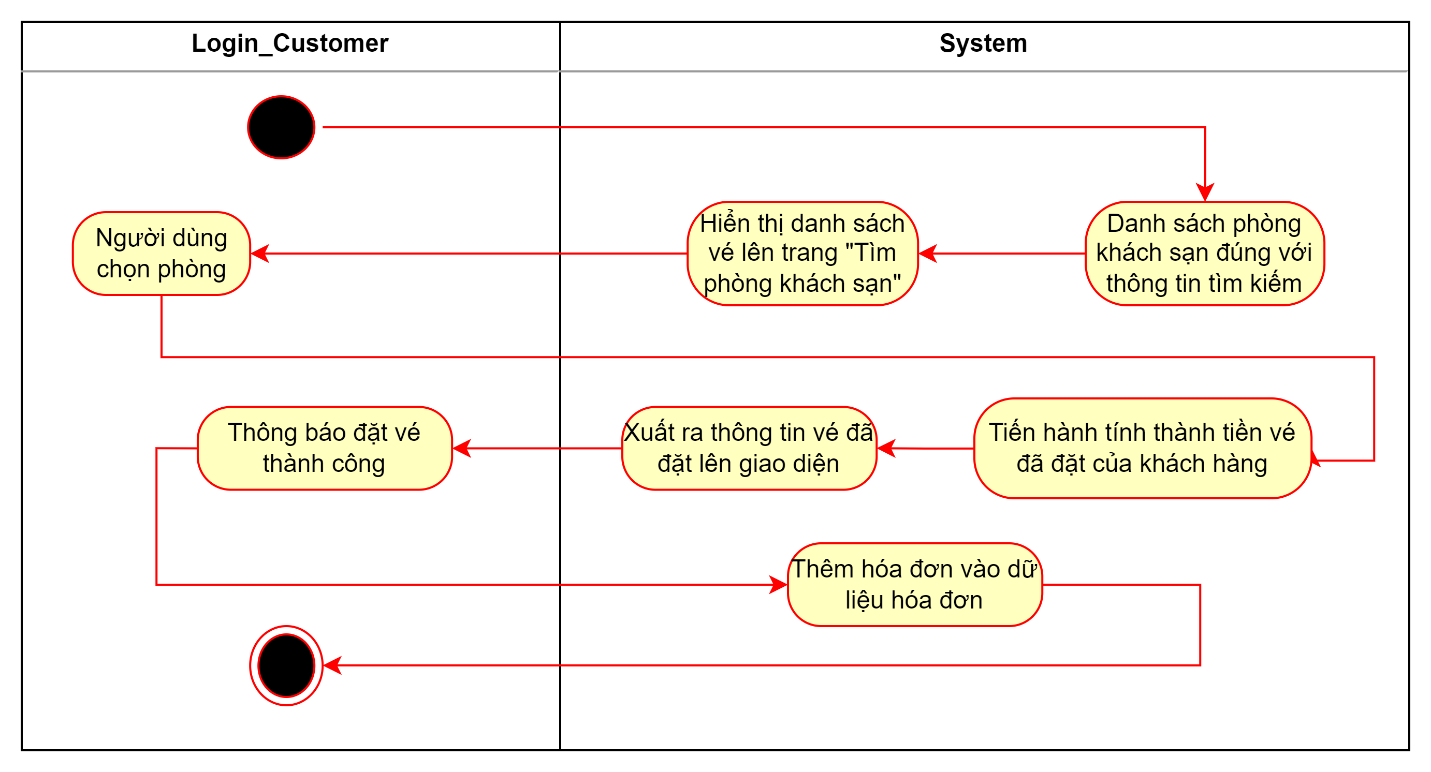 Login_Customer
System
Người dùng
chọn phòng
Hiển thị danh sách
vé lên trang "Tìm
phòng khách sạn"
Danh sách phòng
khách sạn đúng với
thông tin tìm kiếm
Thông báo đặt vé
thành công
Xuất ra thông tin vé đã
đặt lên giao diện
Tiến hành tính thành tiền vé
đã đặt của khách hàng
Thêm hóa đơn vào dữ
liệu hóa đơn